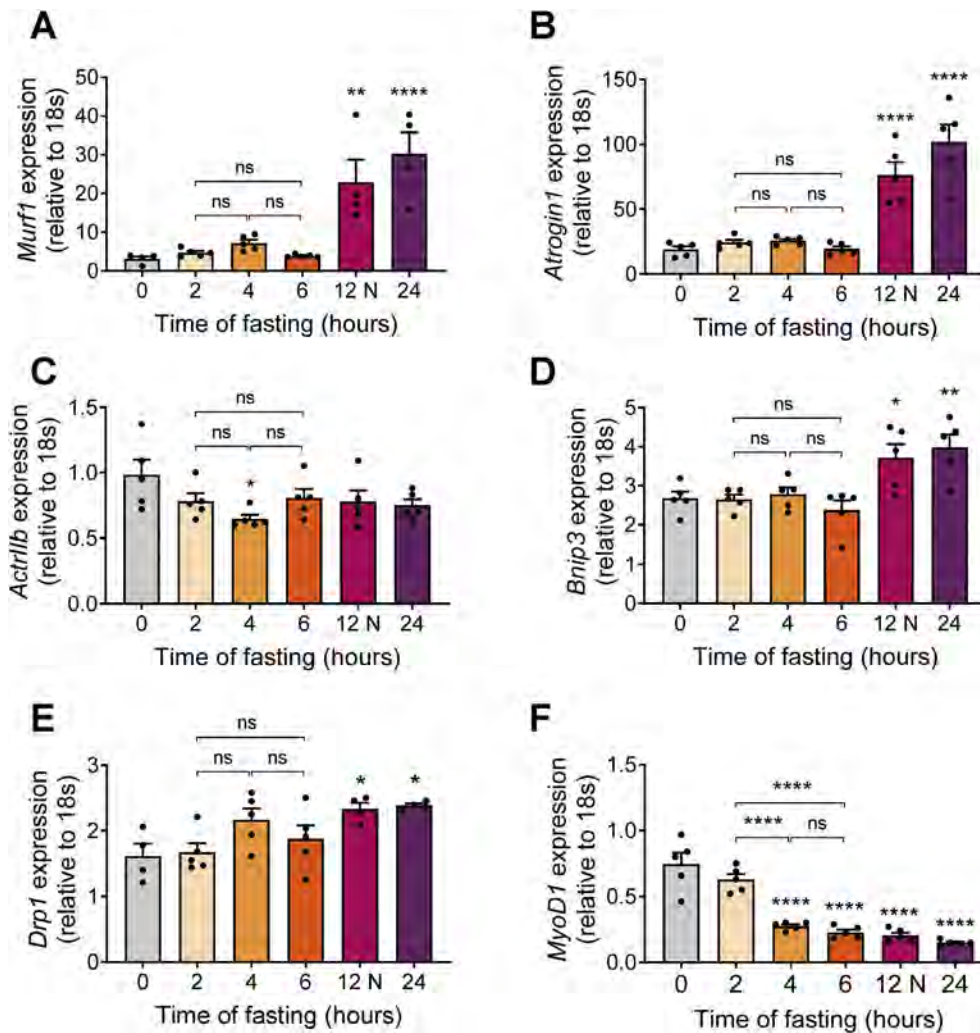 A
Murf1 expression
(relative to 18s)
50
40
30
20
10
0
ns
ns
ns
**
****
0
2
4
6
12 N
24
Time of fasting (hours)
B
Atrogin1 expression
(relative to 18s)
150
100
50
0
ns
ns
ns
****
****
0
2
4
6
12 N
24
Time of fasting (hours)
C
ActrIIb expression
(relative to 18s)
1.5
1.0
0.5
0.0
ns
ns
ns
*
0
2
4
6
12 N
24
Time of fasting (hours)
D
Bnip3 expression
(relative to 18s)
5
4
3
2
1
0
ns
ns
ns
*
**
0
2
4
6
12 N
24
Time of fasting (hours)
E
Drp1 expression
(relative to 18s)
3
2
1
0
ns
ns
ns
*
*
0
2
4
6
12 N
24
Time of fasting (hours)
F
MyoD1 expression
(relative to 18s)
1.5
1.0
0.5
0.0
****
****
ns
****
****
****
****
0
2
4
6
12 N
24
Time of fasting (hours)